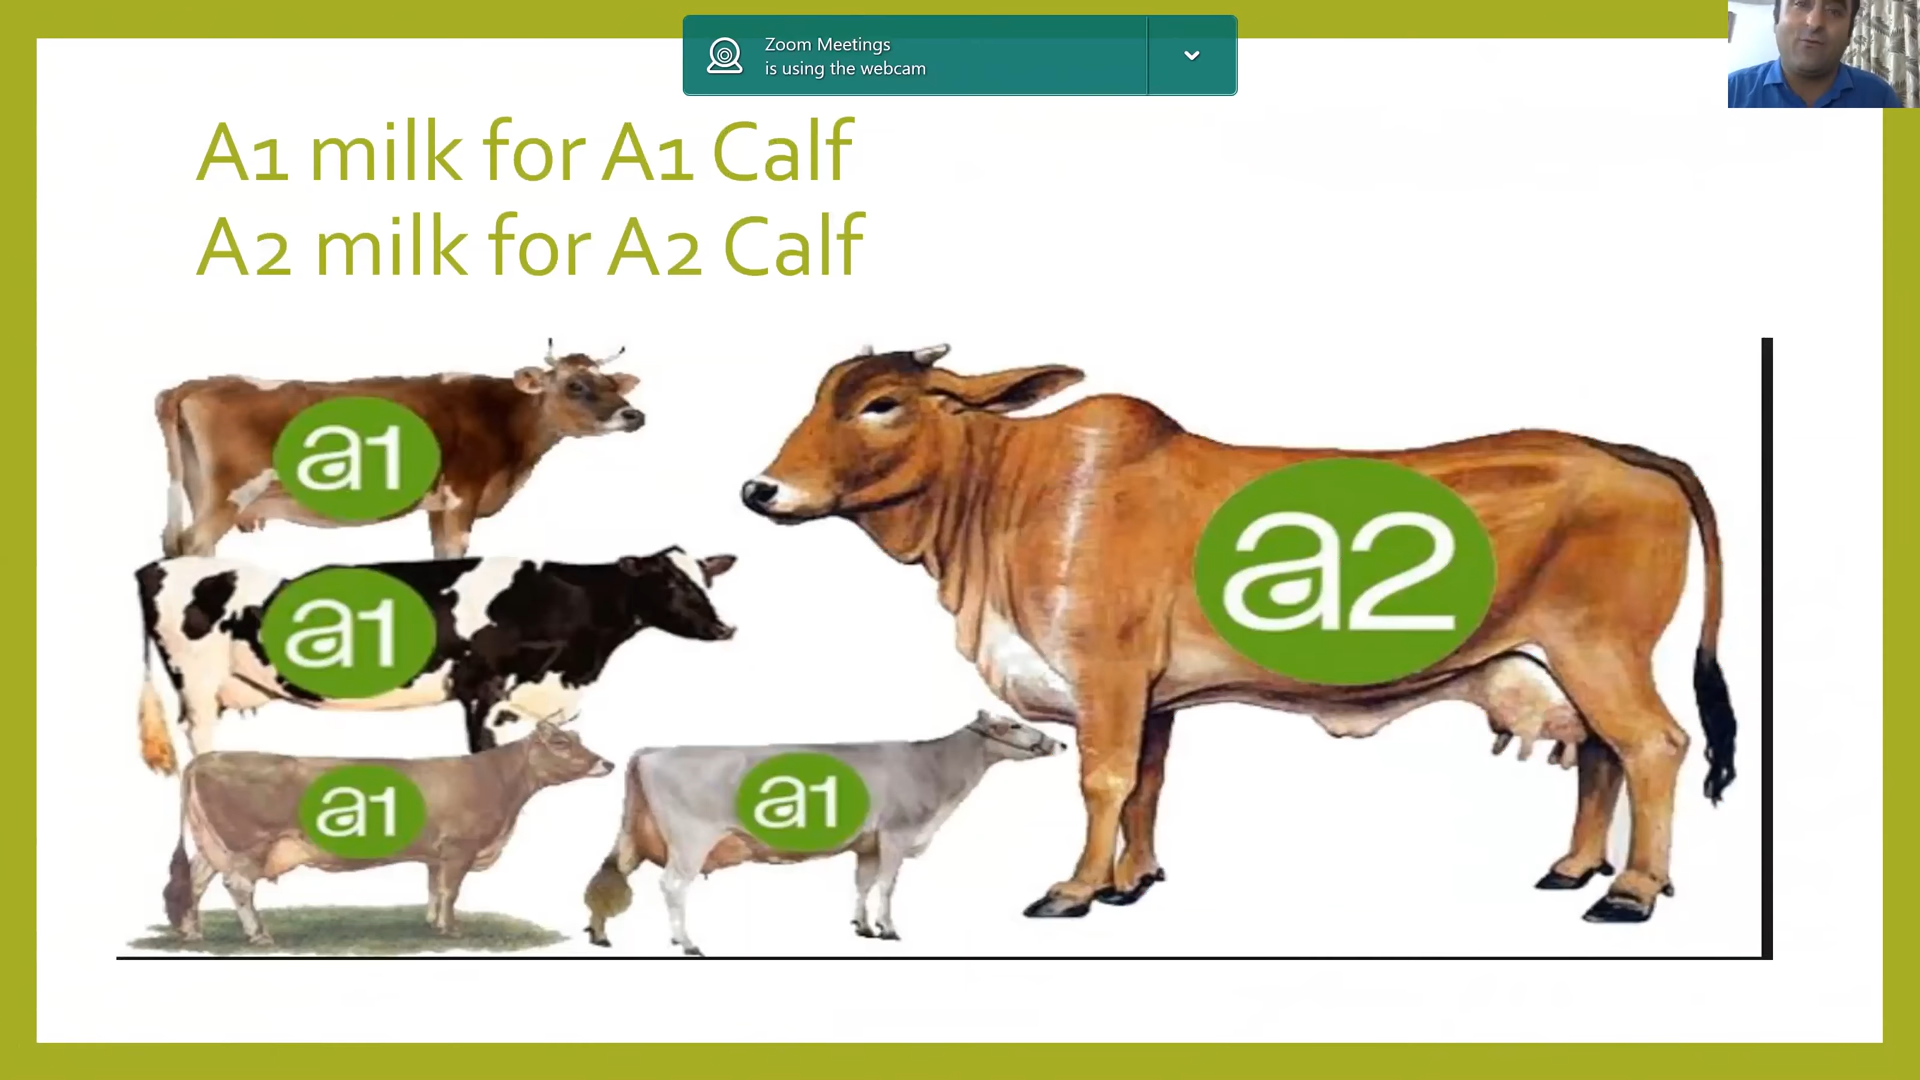 Zoom Meetings
is using the webcam
A1 milk for A1 Calf
A2 milk for A2 Calf
a1
a2
a1
a1
a1